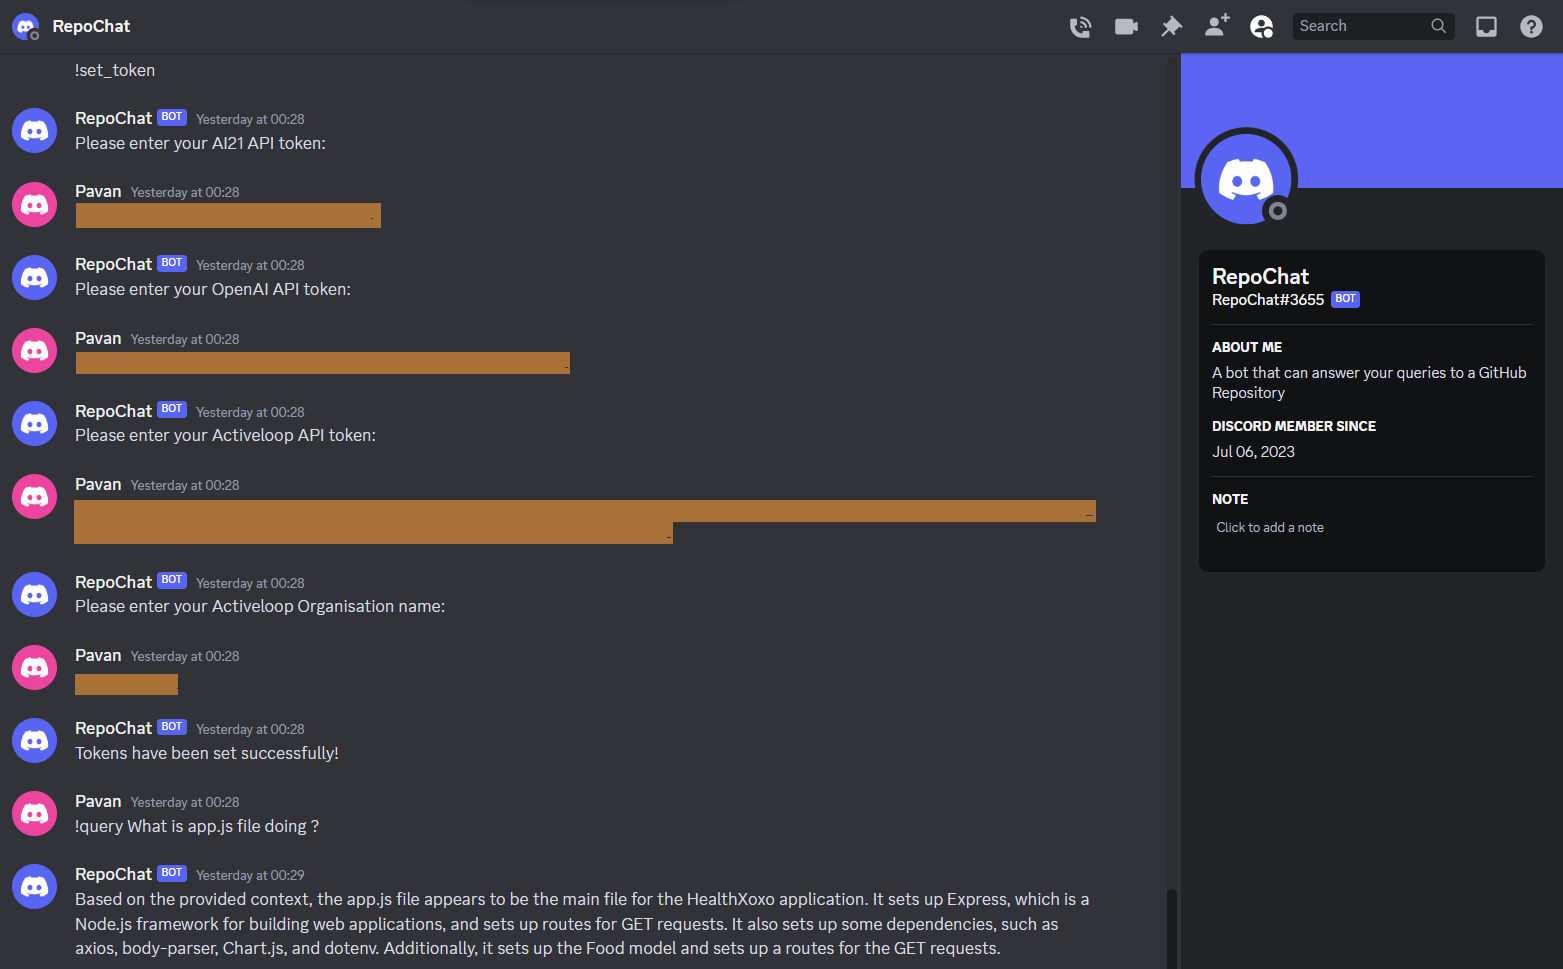 RepoChat
Search
!set_token
RepoChat BOT Yesterday at 00:28
Please enter your AI21 API token:
Pavan Yesterday at 00:28
RepoChat BOT Yesterday at 00:28
Please enter your OpenAI API token:
Pavan Yesterday at 00:28
RepoChat BOT Yesterday at 00:28
Please enter your Activeloop API token:
Pavan Yesterday at 00:28
RepoChat BOT Yesterday at 00:28
Please enter your Activeloop Organisation name:
Pavan Yesterday at 00:28
RepoChat BOT Yesterday at 00:28
Tokens have been set successfully!
Pavan Yesterday at 00:28
!query What is app.js file doing ?
RepoChat BOT Yesterday at 00:29
Based on the provided context, the app.js file appears to be the main file for the HealthXoxo application. It sets up Express, which is a
Node.js framework for building web applications, and sets up routes for GET requests. It also sets up some dependencies, such as
axios, body-parser, Chart.js, and dotenv. Additionally, it sets up the Food model and sets up a routes for the GET requests.
RepoChat
RepoChat#3655 BOT
ABOUT ME
A bot that can answer your queries to a GitHub
Repository
DISCORD MEMBER SINCE
Jul 06, 2023
NOTE
Click to add a note